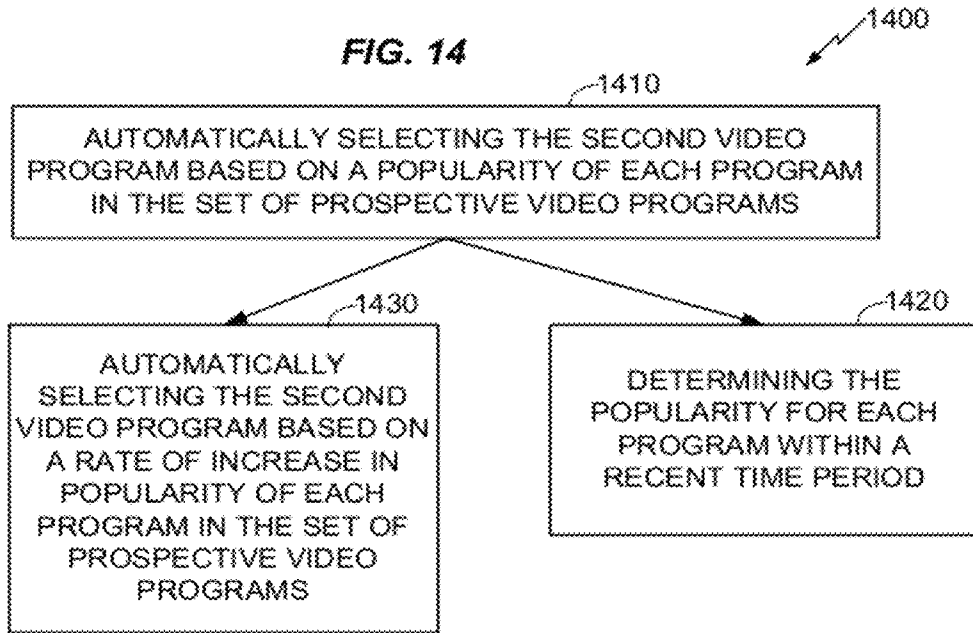 FIG. 14
1400
1410
AUTOMATICALLY SELECTING THE SECOND VIDEO
PROGRAM BASED ON A POPULARITY OF EACH PROGRAM
IN THE SET OF PROSPECTIVE VIDEO PROGRAMS
1430
AUTOMATICALLY
SELECTING THE SECOND
VIDEO PROGRAM BASED ON
A RATE OF INCREASE IN
POPULARITY OF EACH
PROGRAM IN THE SET OF
PROSPECTIVE VIDEO
PROGRAMS
1420
DETERMINING THE
POPULARITY FOR EACH
PROGRAM WITHIN A
RECENT TIME PERIOD